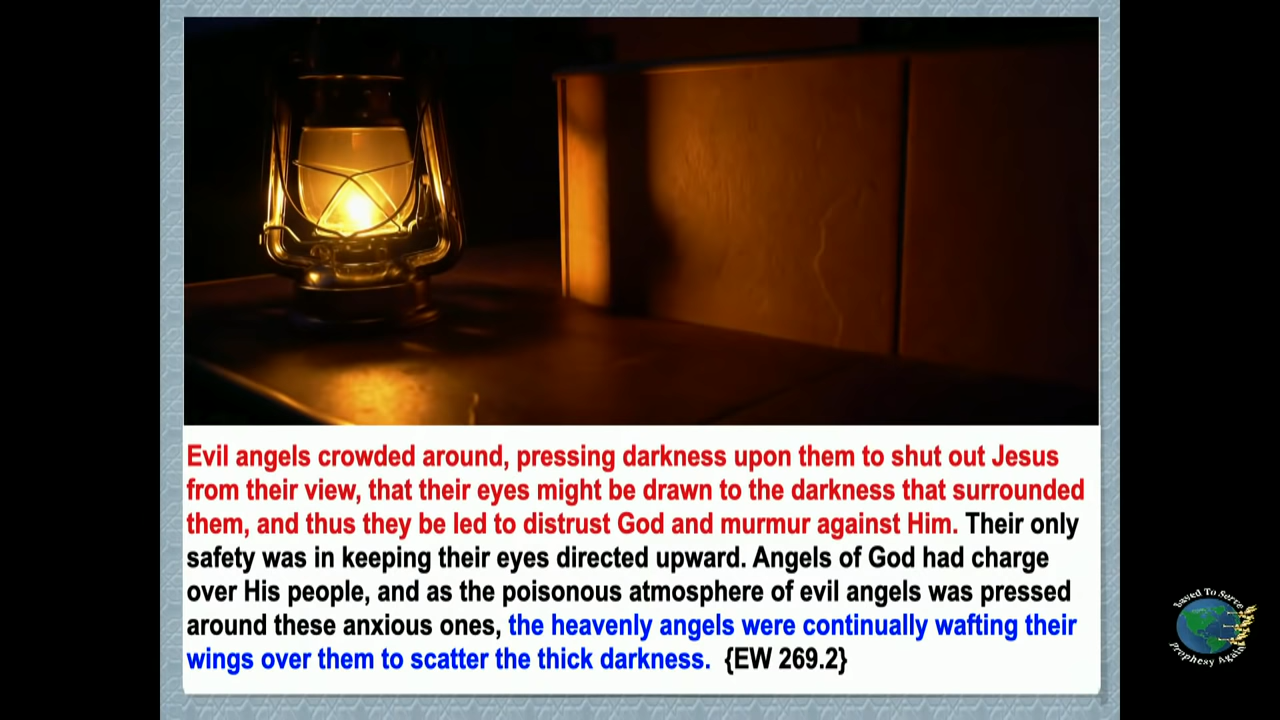 Evil angels crowded around, pressing darkness upon them to shut out Jesus
from their view, that their eyes might be drawn to the darkness that surrounded
them, and thus they be led to distrust God and murmur against Him. Their only
safety was in keeping their eyes directed upward. Angels of God had charge
over His people, and as the poisonous atmosphere of evil angels was pressed
around these anxious ones, the heavenly angels were continually wafting their
wings over them to scatter the thick darkness. {EW 269.2}
To Serve
Prophesy Again